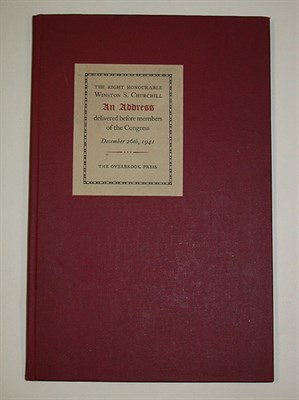 THE RIGHT HONOURABLE
WINSTON S. CHURCHILL
An Address
delivered before members
of the Congress
December 26th, 1941
THE OVERBROOK PRESS